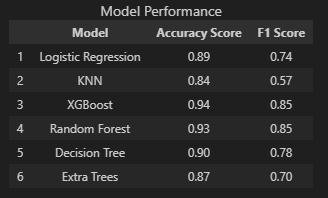 Model Performance
Model Accuracy Score F1 Score
1 Logistic Regression 0.89 0.74
2 KNN 0.84 0.57
3 XGBoost 0.94 0.85
4 Random Forest 0.93 0.85
5 Decision Tree 0.90 0.78
6 Extra Trees 0.87 0.70